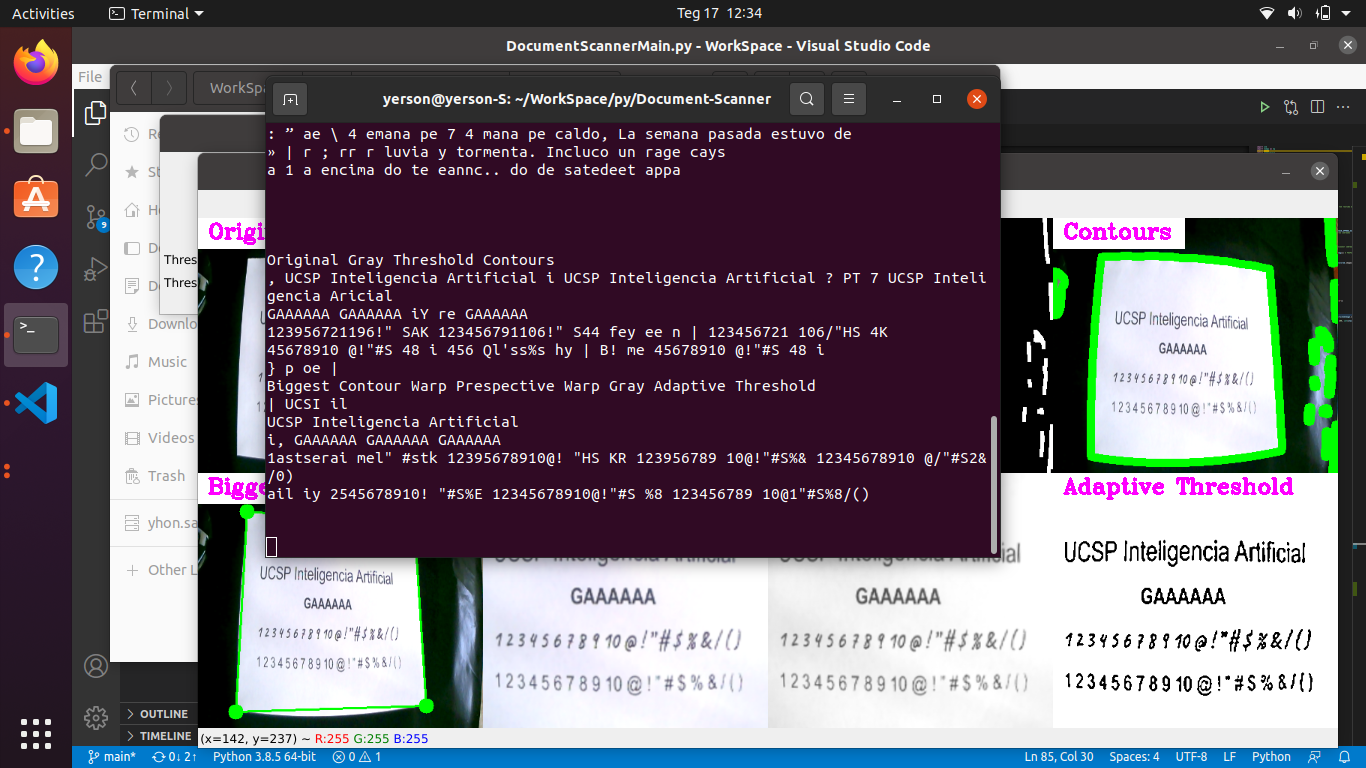 Activities
Terminal
Teg 17 12:34
DocumentScannerMain.py - WorkSpace - Visual Studio Code
File
WorkSpa
yerson@yerson-S: ~/WorkSpace/py/Document-Scanner
: ” ae \ 4 emana pe 7 4 mana pe caldo, La semana pasada estuvo de
» | r ; rr r luvia y tormenta. Incluco un rage cays
a 1 a encima do te eannc.. do de satedeet appa
Original Gray Threshold Contours
, UCSP Inteligencia Artificial i UCSP Inteligencia Artificial ? PT 7 UCSP Inteli
gencia Aricial
GAAAAAA GAAAAAA iY re GAAAAAA
123956721196!" SAK 123456791106!" S44 fey ee n | 123456721 106/"HS 4K
45678910 @!"#S 48 i 456 Ql'ss%s hy | B! me 45678910 @!"#S 48 i
} p oe |
Biggest Contour Warp Prespective Warp Gray Adaptive Threshold
| UCSI il
UCSP Inteligencia Artificial
i, GAAAAAA GAAAAAA GAAAAAA
1astserai mel" #stk 12395678910@! "HS KR 123956789 10@!"#S%& 12345678910 @/"#S2&
/0)
ail iy 2545678910! "#S%E 12345678910@!"#S %8 123456789 10@1"#S%8/()
Re
St
Ho
De
Do
Downlo
Music
Picture
Videos
Trash
yhon.sa
Other L
Thres
Thres
Origi
Contours
UCSP Inteligencia Artificial
GAAAAAA
12345678910@!"#$%&/()
12345678910@!"#$%&/()
Bigge
Adaptive Threshold
UCSP Inteligencia Artificial
GAAAAAA
12345678910@!"#$%&/()
12345678910@!"#$%&/()
GAAAAAA
12345678910@!"#$%&/()
12345678910@!"#$%&/()
GAAAAAA
12345678910@!"#$%&/()
12345678910@!"#$%&/()
UCSP Inteligencia Artificial
GAAAAAA
12345678910@!"#$%&/()
12345678910@!"#$%&/()
(x=142, y=237) ~ R:255 G:255 B:255
9
OUTLINE
TIMELINE
main*
0↓ 2↑
Python 3.8.5 64-bit
0
1
Ln 85, Col 30
Spaces: 4
UTF-8
LF
Python